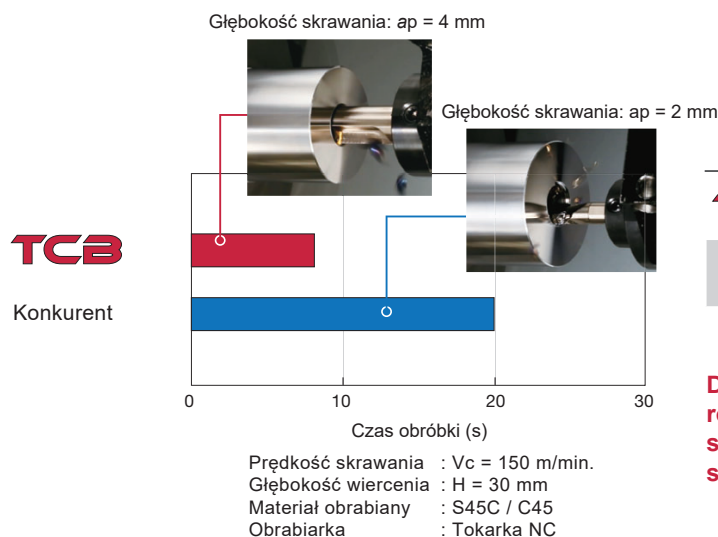 Głębokość skrawania: ap = 4 mm
Głębokość skrawania: ap = 2 mm
TCB
Konkurent
0 10 20 30
Czas obróbki (s)
Prędkość skrawania : Vc = 150 m/min.
Głębokość wiercenia : H = 30 mm
Materiał obrabiany : S45C / C45
Obrabiarka : Tokarka NC